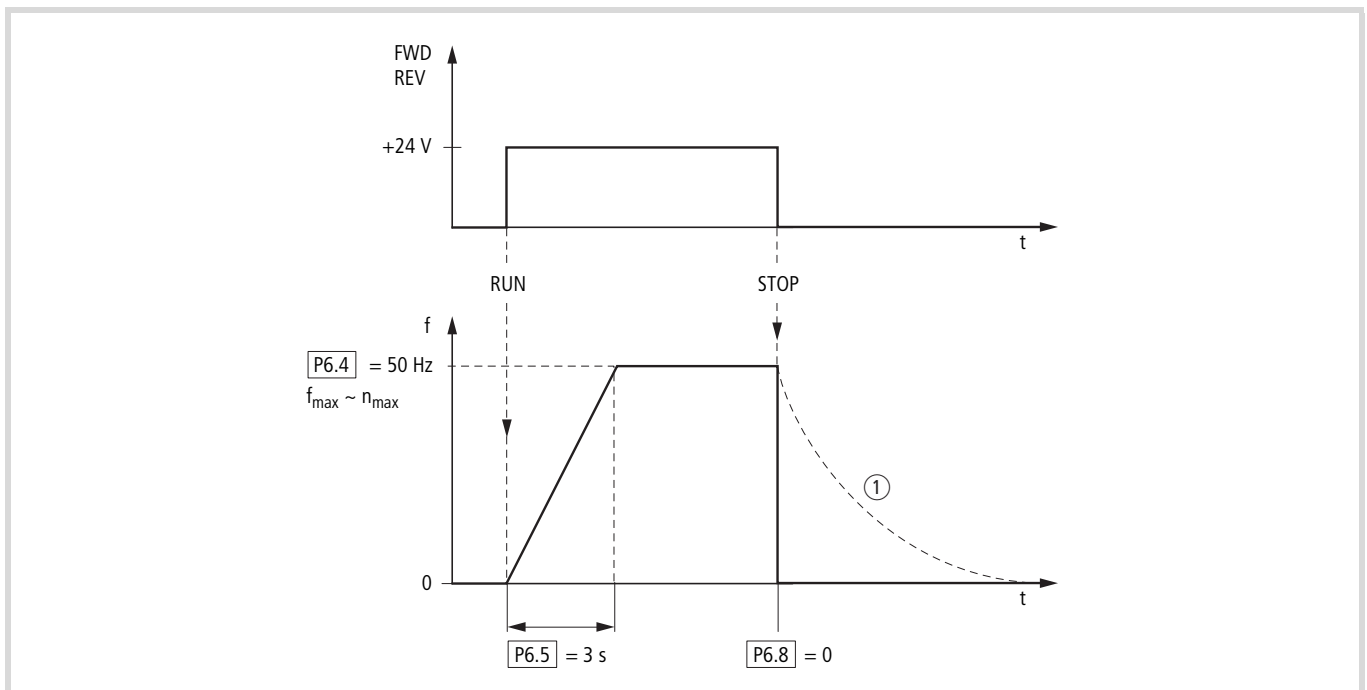 FWD
REV
+24 V
t
RUN
STOP
f
P6.4 = 50 Hz
fmax ~ nmax
①
0
t
P6.5 = 3 s
P6.8 = 0